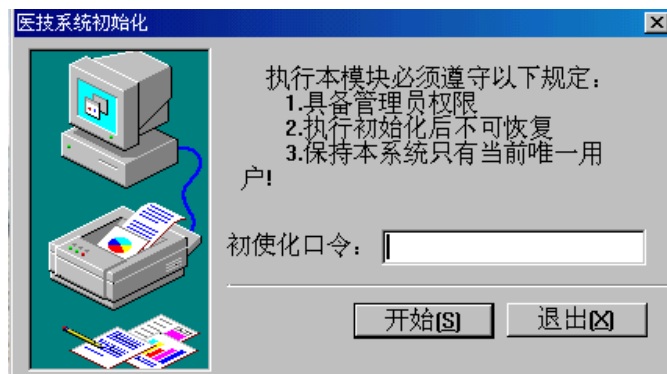 医技系统初始化
执行本模块必须遵守以下规定：
1.具备管理员权限
2.执行初始化后不可恢复
3.保持本系统只有当前唯一用
户!
初使化口令：
开始(S)
退出(X)